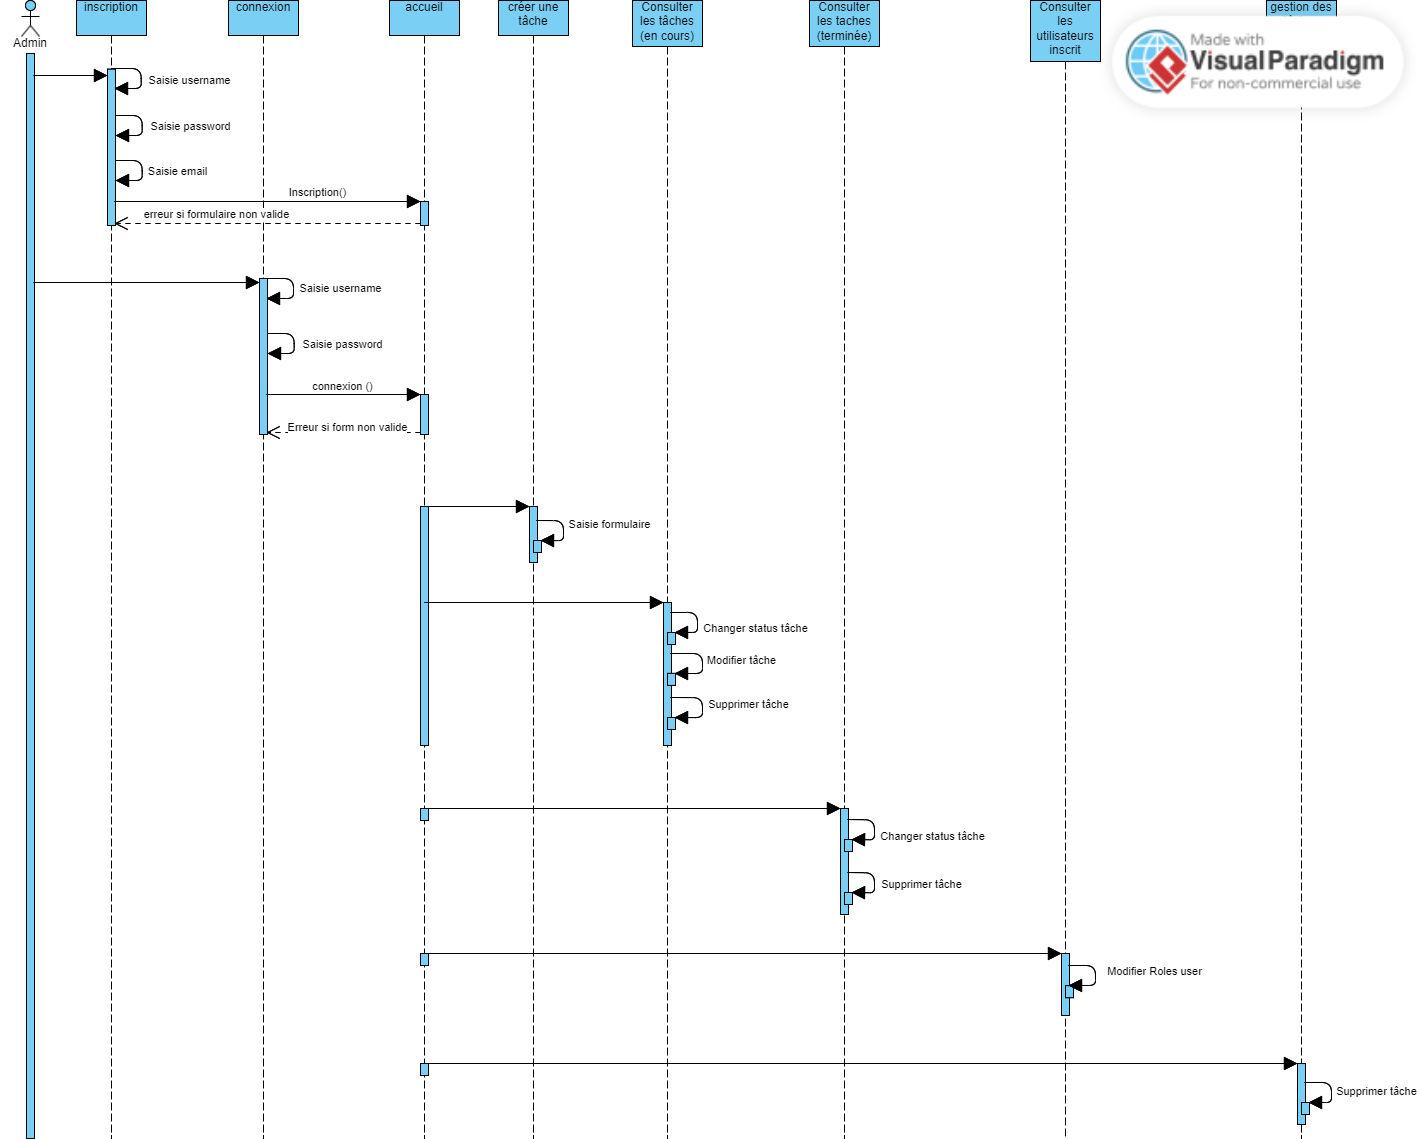 Admin
inscription
connexion
accueil
créer une
tâche
Consulter
les tâches
(en cours)
Consulter
les taches
(terminée)
Consulter
les
utilisateurs
inscrit
gestion des
Made with
Visual Paradigm
For non-commercial use
Saisie username
Saisie password
Saisie email
Inscription()
erreur si formulaire non valide
Saisie username
Saisie password
connexion ()
Erreur si form non valide
Saisie formulaire
Changer status tâche
Modifier tâche
Supprimer tâche
Changer status tâche
Supprimer tâche
Modifier Roles user
Supprimer tâche